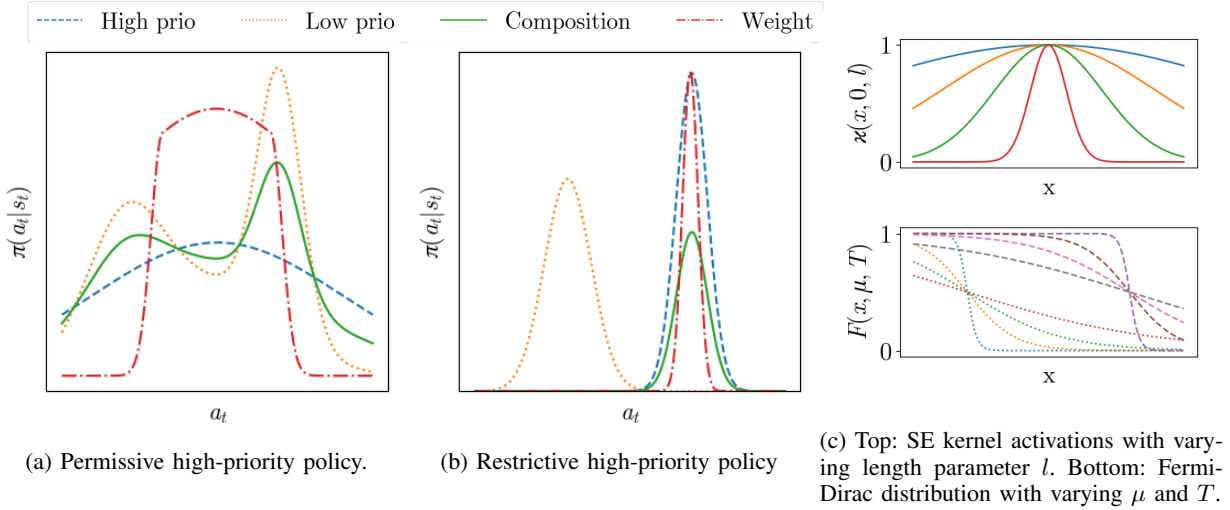 High prio
Low prio
Composition
Weight
π(a_t|s_t)
a_t
(a) Permissive high-priority policy.
π(a_t|s_t)
a_t
(b) Restrictive high-priority policy
1
0
ϰ(x, 0, l)
x
1
0
F(x, μ, T)
x
(c) Top: SE kernel activations with vary-
ing length parameter l. Bottom: Fermi-
Dirac distribution with varying μ and T.